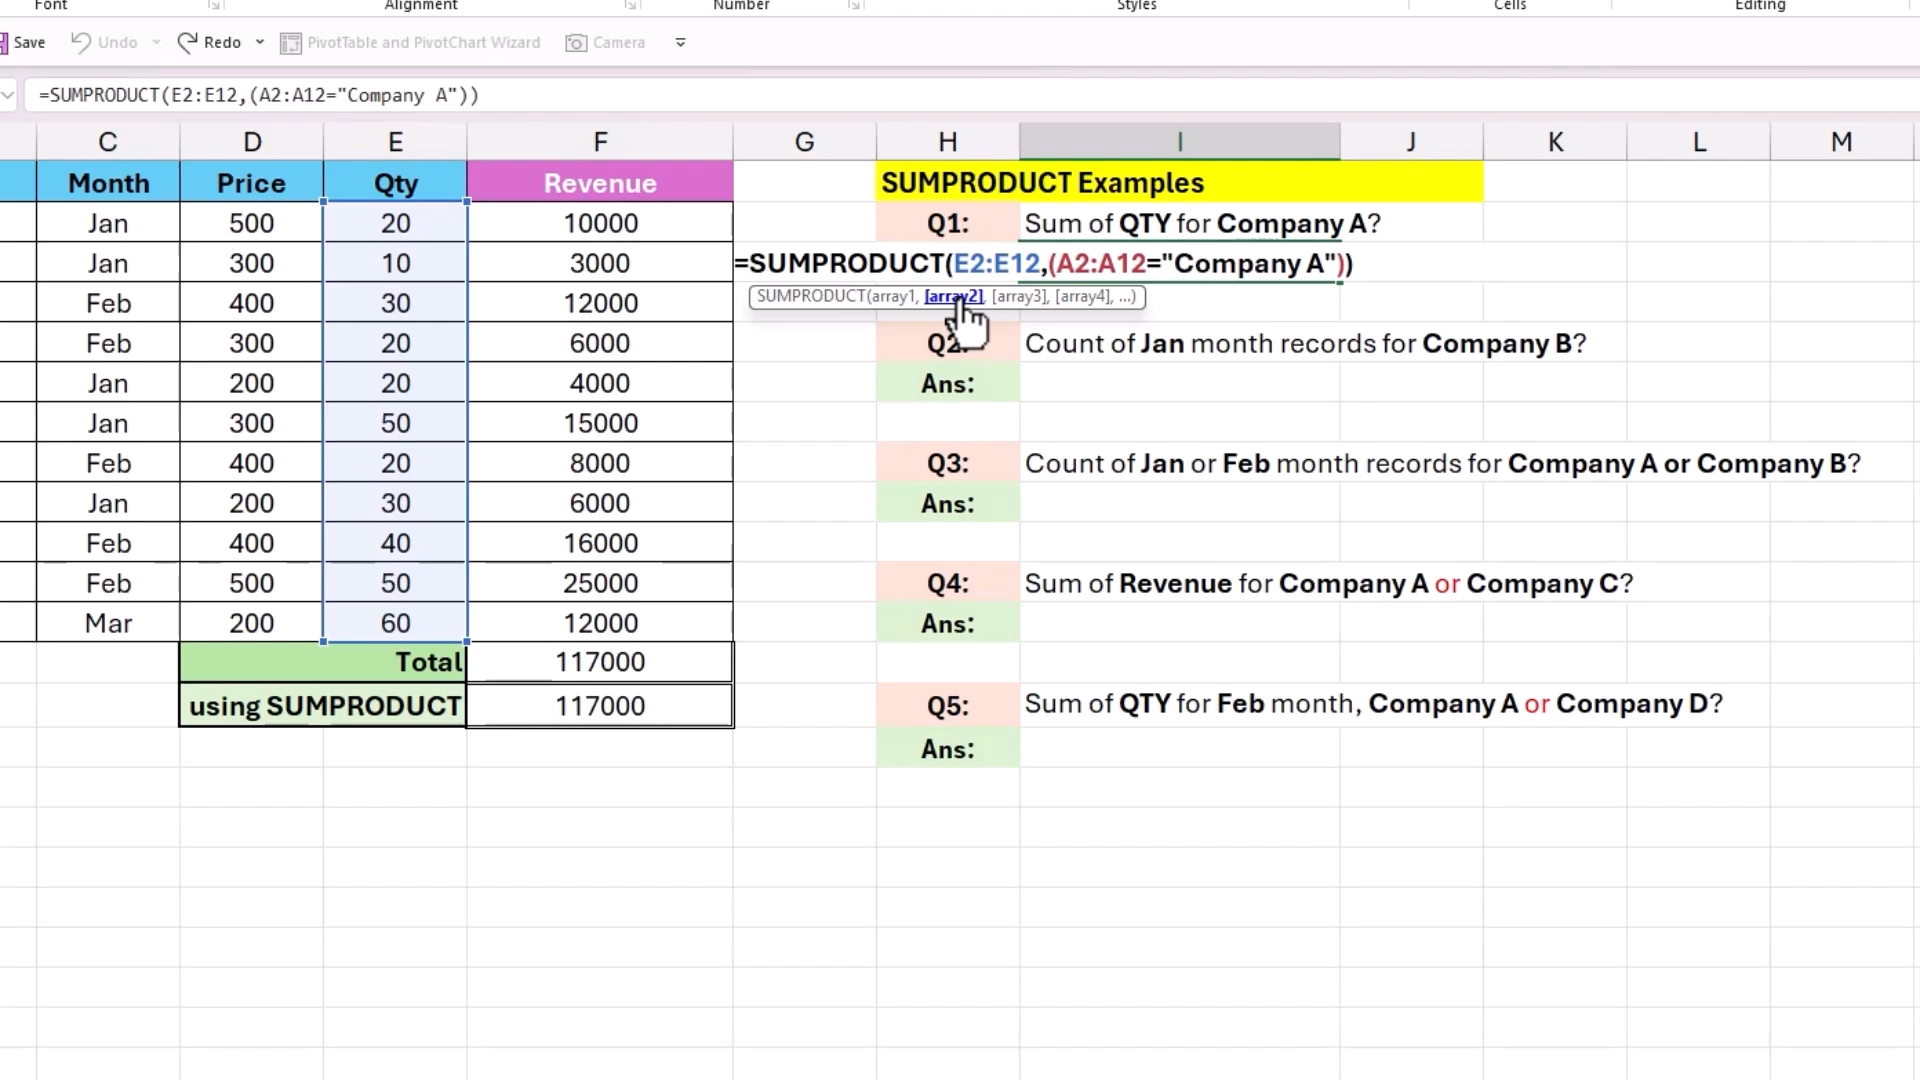 Font Alignment Number Styles Cells Editing
Save Undo Redo PivotTable and PivotChart Wizard Camera
=SUMPRODUCT(E2:E12,(A2:A12="Company A"))
C D E F G H I J K L M
Month Price Qty Revenue SUMPRODUCT Examples
Jan 500 20 10000 Q1: Sum of QTY for Company A?
Jan 300 10 3000 =SUMPRODUCT(E2:E12,(A2:A12="Company A"))
SUMPRODUCT(array1, [array2], [array3], [array4], ...)
Feb 400 30 12000
Feb 300 20 6000 Q2: Count of Jan month records for Company B?
Jan 200 20 4000 Ans:
Jan 300 50 15000
Feb 400 20 8000 Q3: Count of Jan or Feb month records for Company A or Company B?
Jan 200 30 6000 Ans:
Feb 400 40 16000
Feb 500 50 25000 Q4: Sum of Revenue for Company A or Company C?
Mar 200 60 12000 Ans:
Total 117000
using SUMPRODUCT 117000 Q5: Sum of QTY for Feb month, Company A or Company D?
Ans: